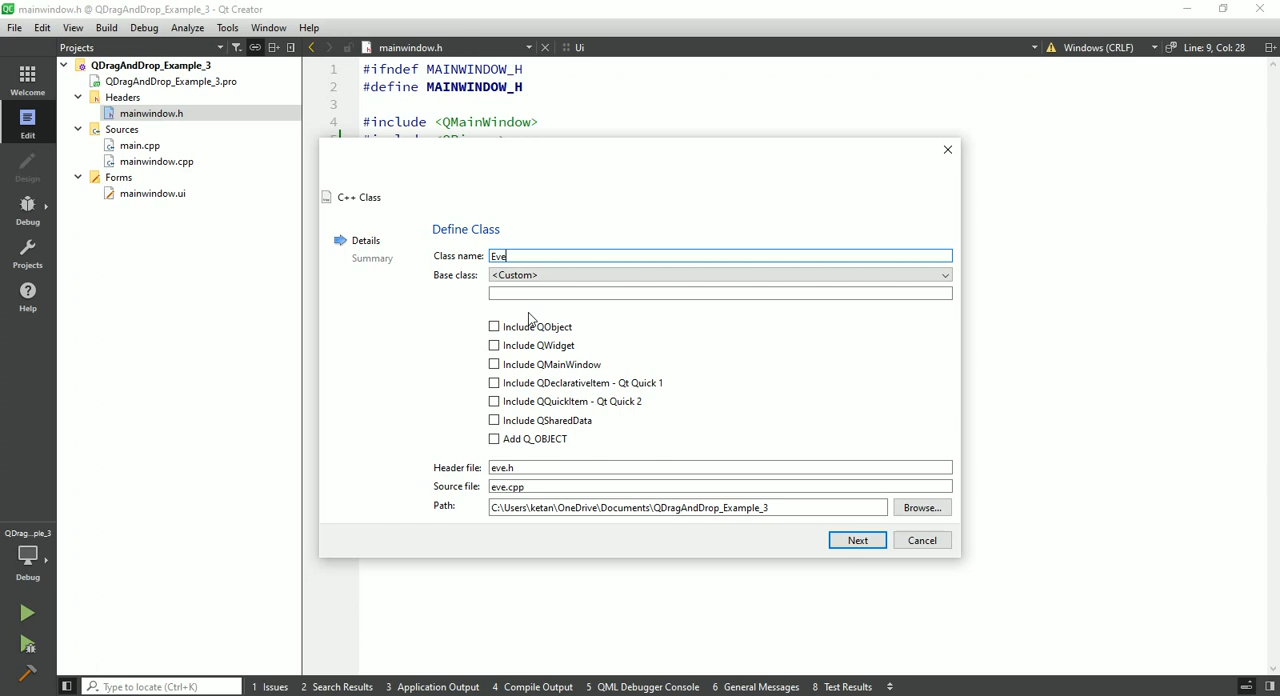 QC mainwindow.h @ QDragAndDrop_Example_3 - Qt Creator
File Edit View Build Debug Analyze Tools Window Help
Projects mainwindow.h Ui Windows (CRLF) Line: 9, Col: 28
QDragAndDrop_Example_3
QDragAndDrop_Example_3.pro
Headers
mainwindow.h
Sources
main.cpp
mainwindow.cpp
Forms
mainwindow.ui
Welcome
Edit
Design
Debug
Projects
Help
QDrag...ple_3
Debug
1 #ifndef MAINWINDOW_H
2 #define MAINWINDOW_H
3
4 #include <QMainWindow>
C++ Class
Details
Summary
Define Class
Class name: Eve
Base class: <Custom>
Include QObject
Include QWidget
Include QMainWindow
Include QDeclarativeItem - Qt Quick 1
Include QQuickItem - Qt Quick 2
Include QSharedData
Add Q_OBJECT
Header file: eve.h
Source file: eve.cpp
Path: C:\Users\ketan\OneDrive\Documents\QDragAndDrop_Example_3 Browse...
Next Cancel
Type to locate (Ctrl+K) 1 Issues 2 Search Results 3 Application Output 4 Compile Output 5 QML Debugger Console 6 General Messages 8 Test Results